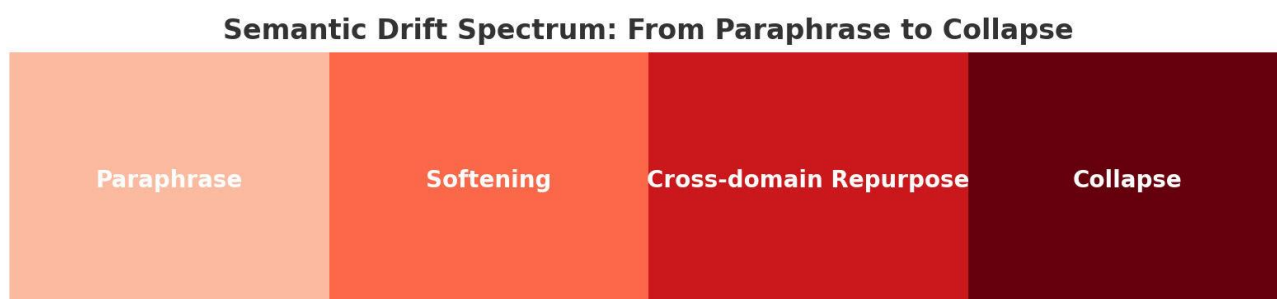 Semantic Drift Spectrum: From Paraphrase to Collapse
Paraphrase
Softening
Cross-domain Repurpose
Collapse